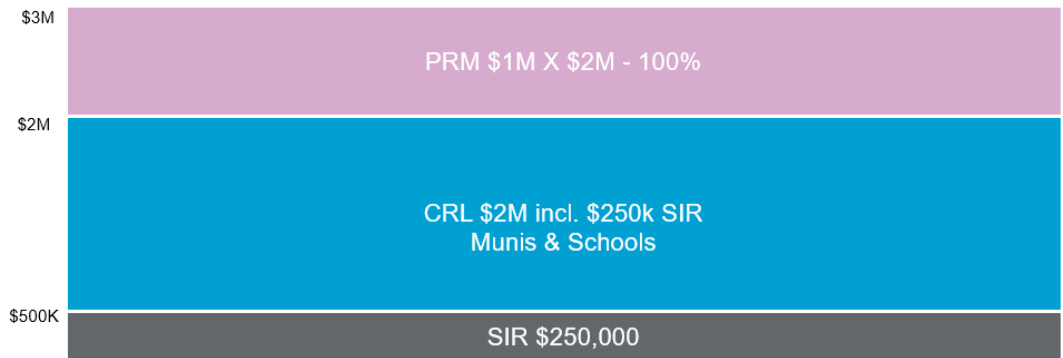 $3M
PRM $1M X $2M - 100%
$2M
CRL $2M incl. $250k SIR
Munis & Schools
$500K
SIR $250,000